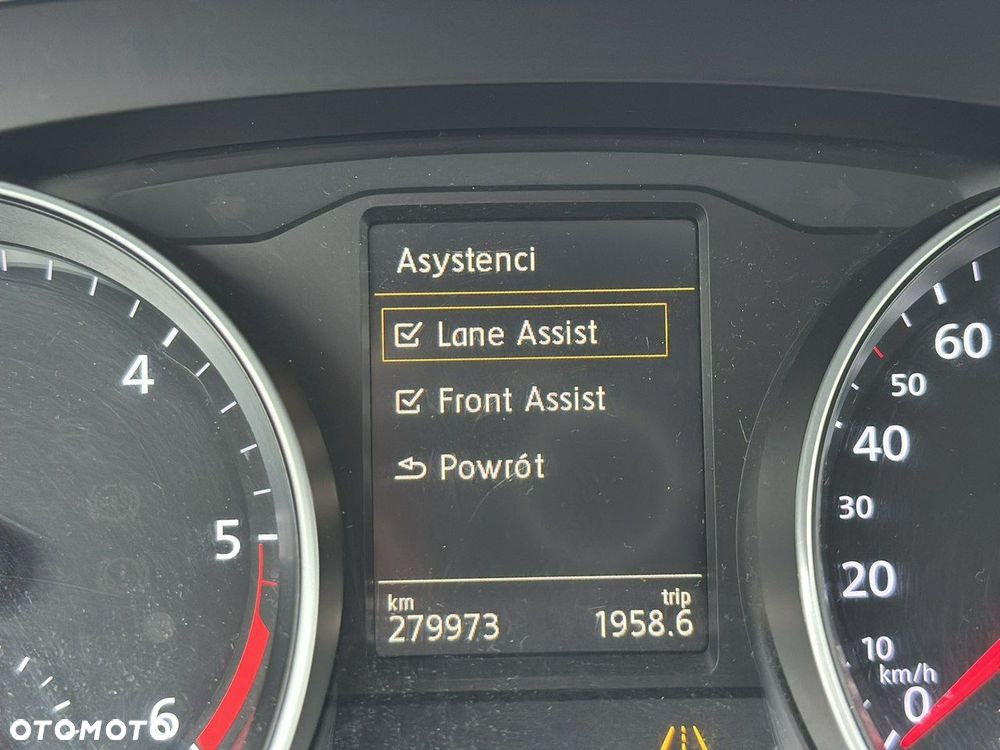 Asystenci
Lane Assist
Front Assist
Powrót
km
trip
279973
1958.6
4
5
6
60
50
40
30
20
10
km/h
0
OTOMOTO